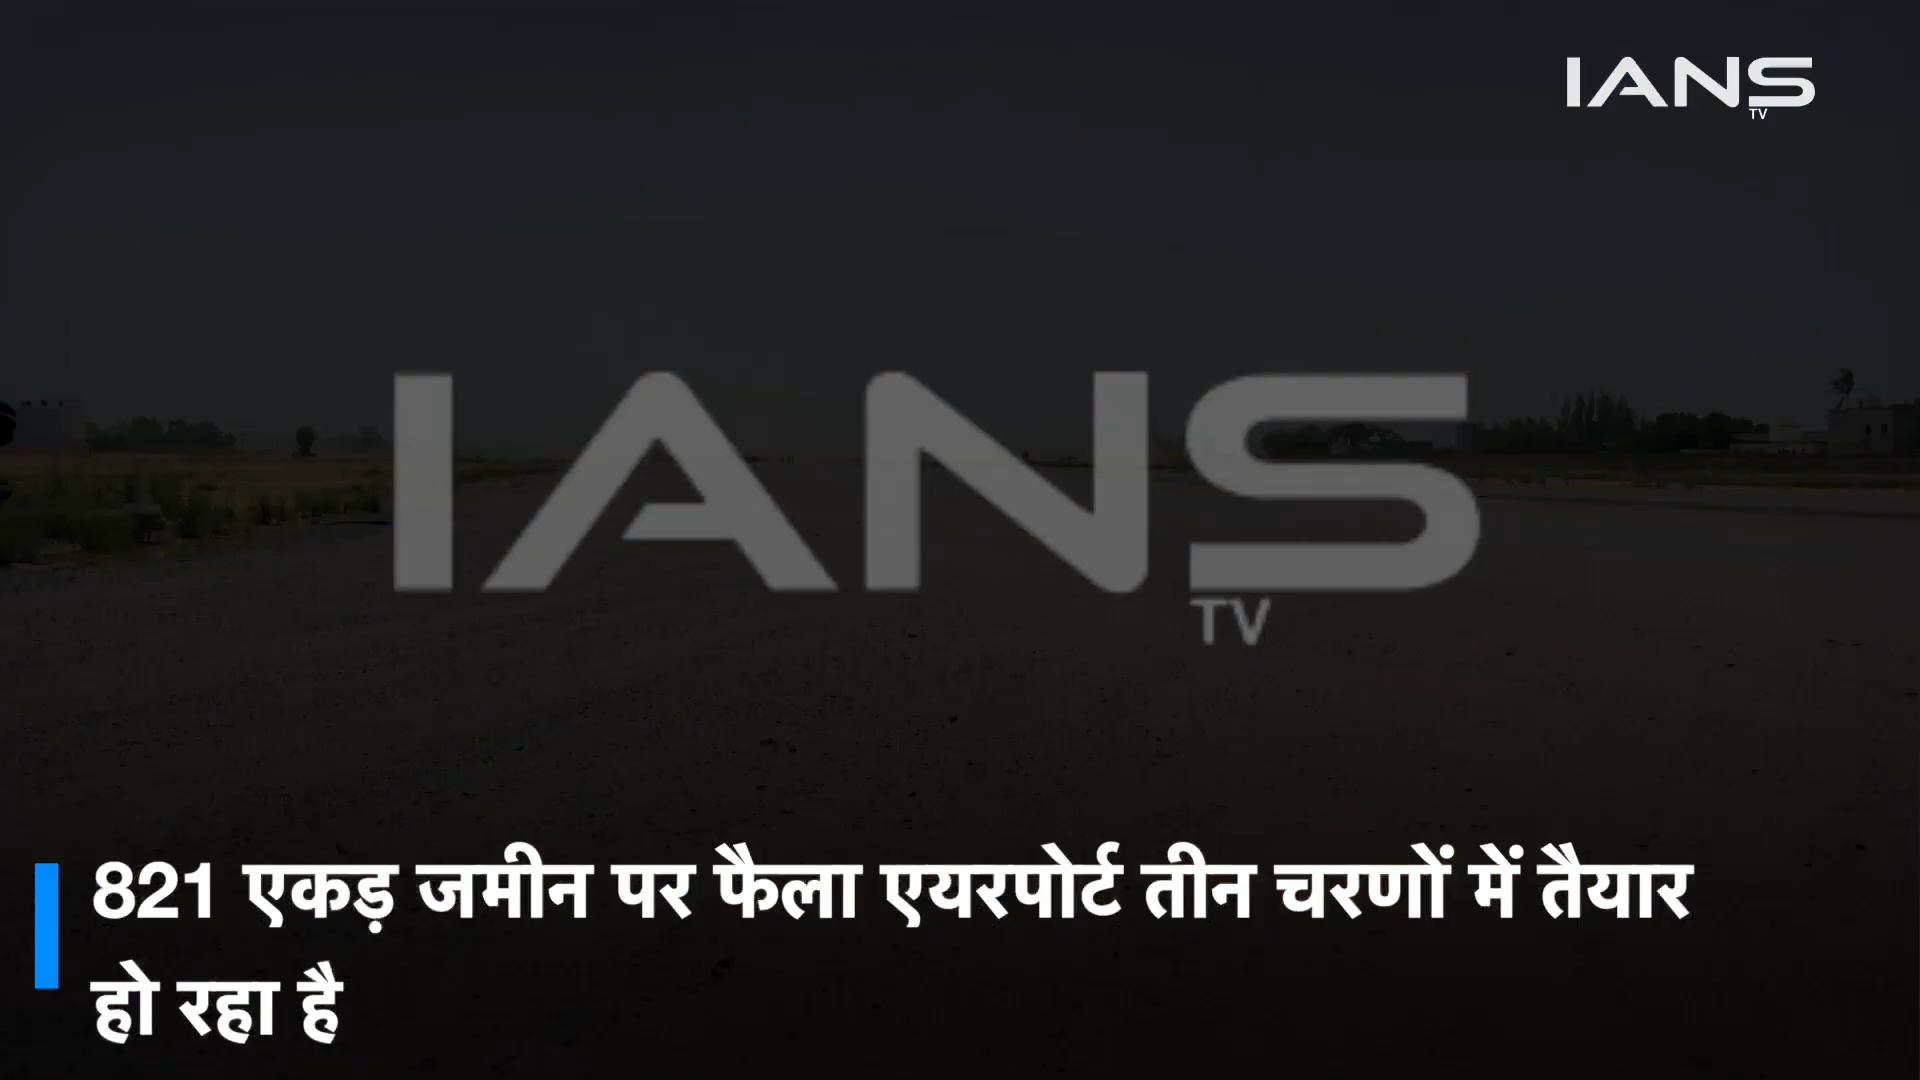 IANS
TV
IANS
TV
821 एकड़ जमीन पर फैला एयरपोर्ट तीन चरणों में तैयार
हो रहा है